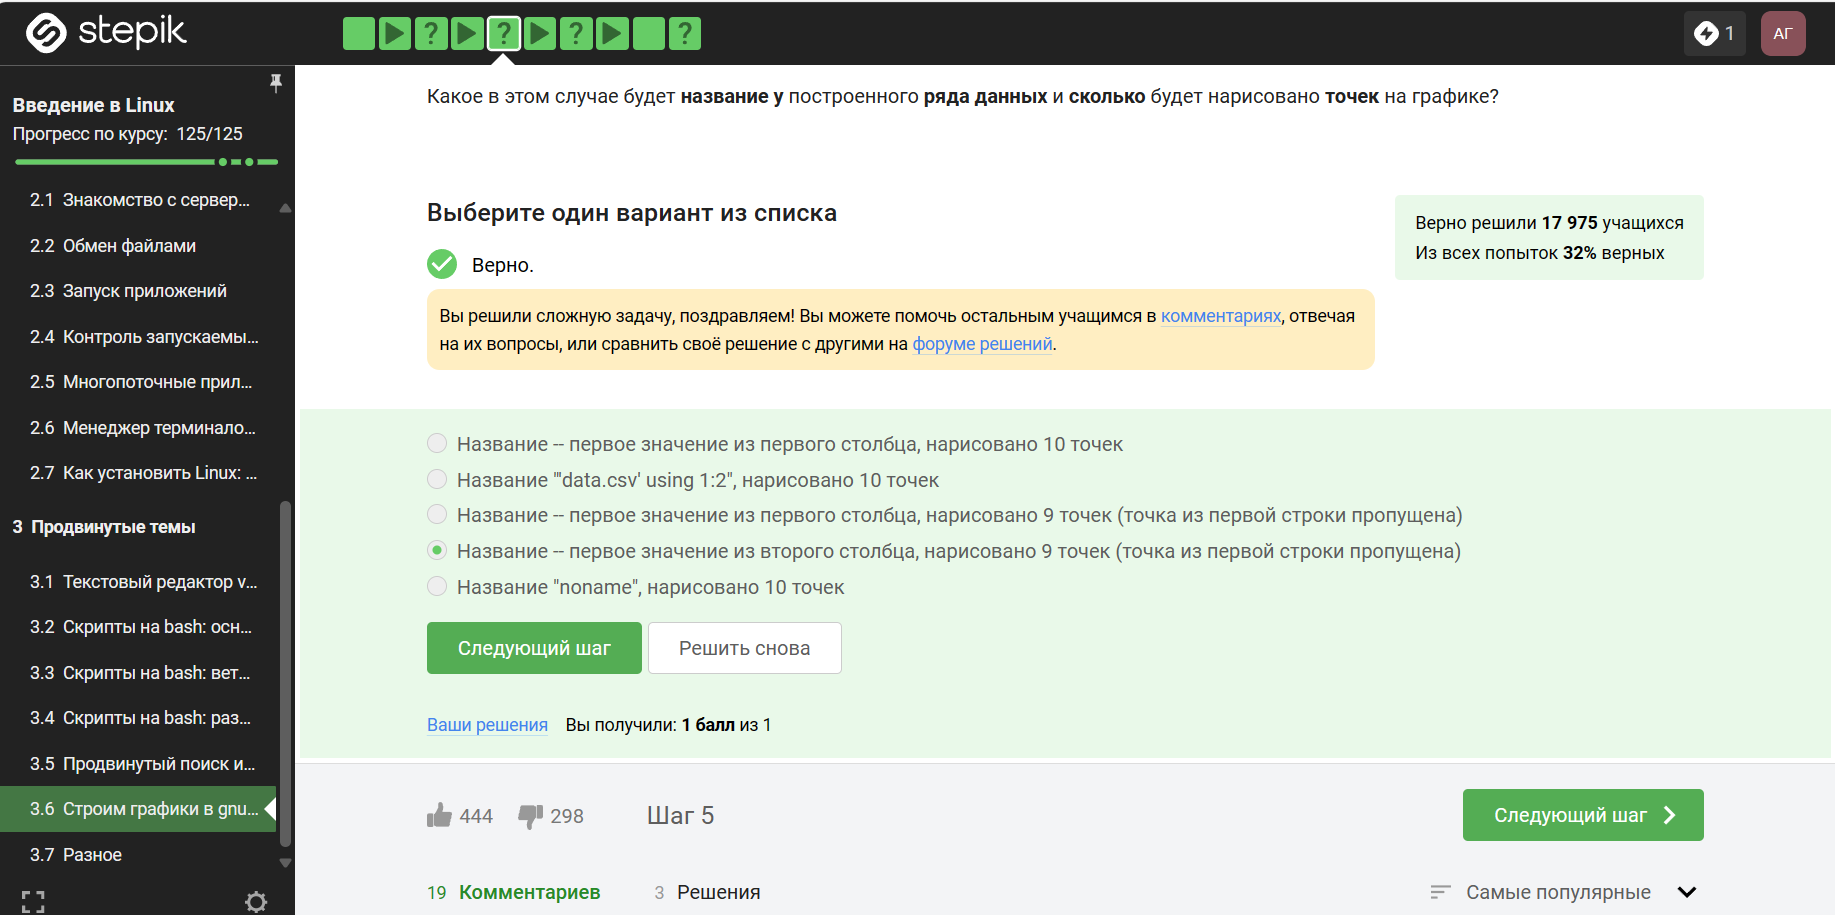 stepik
? ? ? ?
1
АГ
Введение в Linux
Прогресс по курсу: 125/125
2.1 Знакомство с сервер...
2.2 Обмен файлами
2.3 Запуск приложений
2.4 Контроль запускаемы...
2.5 Многопоточные прил...
2.6 Менеджер терминало...
2.7 Как установить Linux: ...
3 Продвинутые темы
3.1 Текстовый редактор v...
3.2 Скрипты на bash: осн...
3.3 Скрипты на bash: вет...
3.4 Скрипты на bash: раз...
3.5 Продвинутый поиск и...
3.6 Строим графики в gnu...
3.7 Разное
Какое в этом случае будет название у построенного ряда данных и сколько будет нарисовано точек на графике?
Выберите один вариант из списка
Верно.
Верно решили 17 975 учащихся
Из всех попыток 32% верных
Вы решили сложную задачу, поздравляем! Вы можете помочь остальным учащимся в комментариях, отвечая
на их вопросы, или сравнить своё решение с другими на форуме решений.
Название -- первое значение из первого столбца, нарисовано 10 точек
Название "'data.csv' using 1:2", нарисовано 10 точек
Название -- первое значение из первого столбца, нарисовано 9 точек (точка из первой строки пропущена)
Название -- первое значение из второго столбца, нарисовано 9 точек (точка из первой строки пропущена)
Название "noname", нарисовано 10 точек
Следующий шаг
Решить снова
Ваши решения Вы получили: 1 балл из 1
444 298 Шаг 5
Следующий шаг
19 Комментариев 3 Решения
Самые популярные